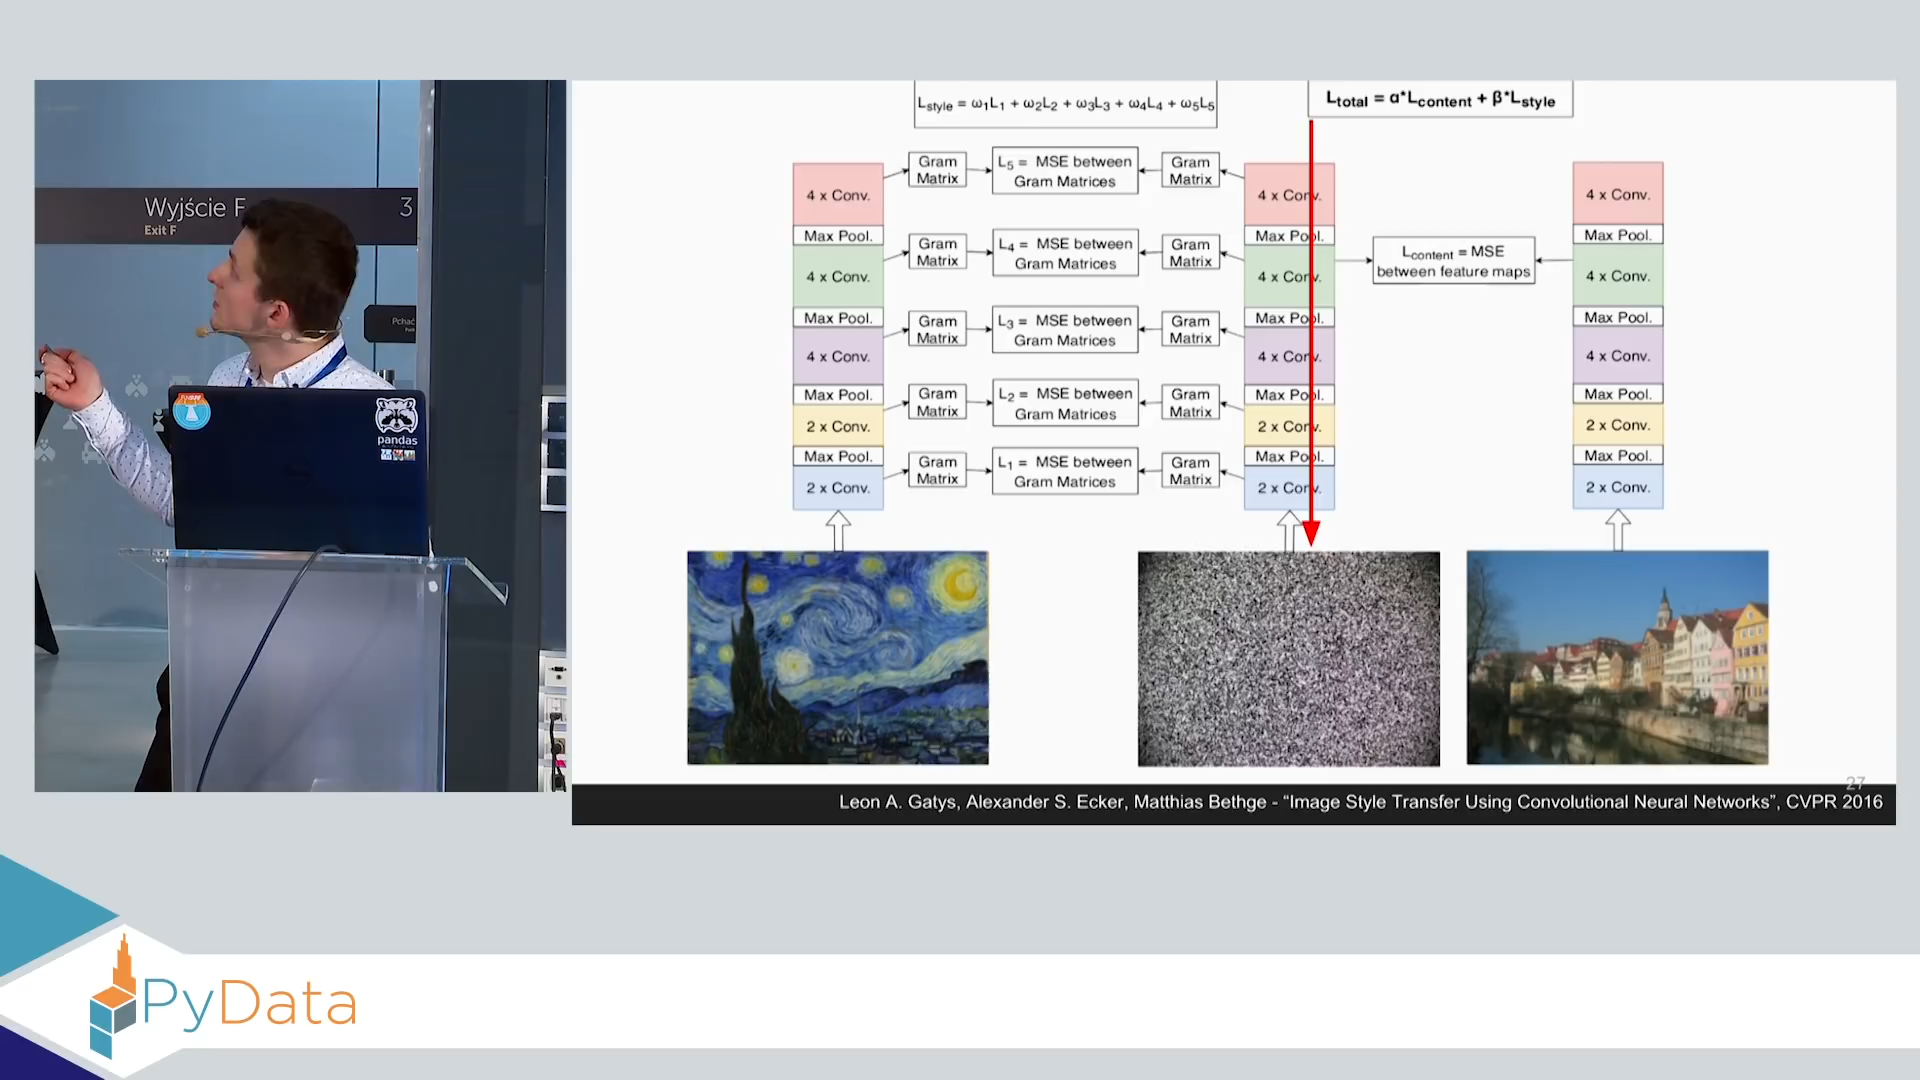 Wyjście F
Exit F
3
Pchać
pandas
L_style = ω₁L₁ + ω₂L₂ + ω₃L₃ + ω₄L₄ + ω₅L₅
L_total = α*L_content + β*L_style
4 x Conv.
Max Pool.
4 x Conv.
Max Pool.
4 x Conv.
Max Pool.
2 x Conv.
Max Pool.
2 x Conv.
Gram
Matrix
L₅ = MSE between
Gram Matrices
Gram
Matrix
Gram
Matrix
L₄ = MSE between
Gram Matrices
Gram
Matrix
Gram
Matrix
L₃ = MSE between
Gram Matrices
Gram
Matrix
Gram
Matrix
L₂ = MSE between
Gram Matrices
Gram
Matrix
Gram
Matrix
L₁ = MSE between
Gram Matrices
Gram
Matrix
4 x Conv.
Max Pool.
4 x Conv.
Max Pool.
4 x Conv.
Max Pool.
2 x Conv.
Max Pool.
2 x Conv.
L_content = MSE
between feature maps
4 x Conv.
Max Pool.
4 x Conv.
Max Pool.
4 x Conv.
Max Pool.
2 x Conv.
Max Pool.
2 x Conv.
27
Leon A. Gatys, Alexander S. Ecker, Matthias Bethge - “Image Style Transfer Using Convolutional Neural Networks”, CVPR 2016
PyData